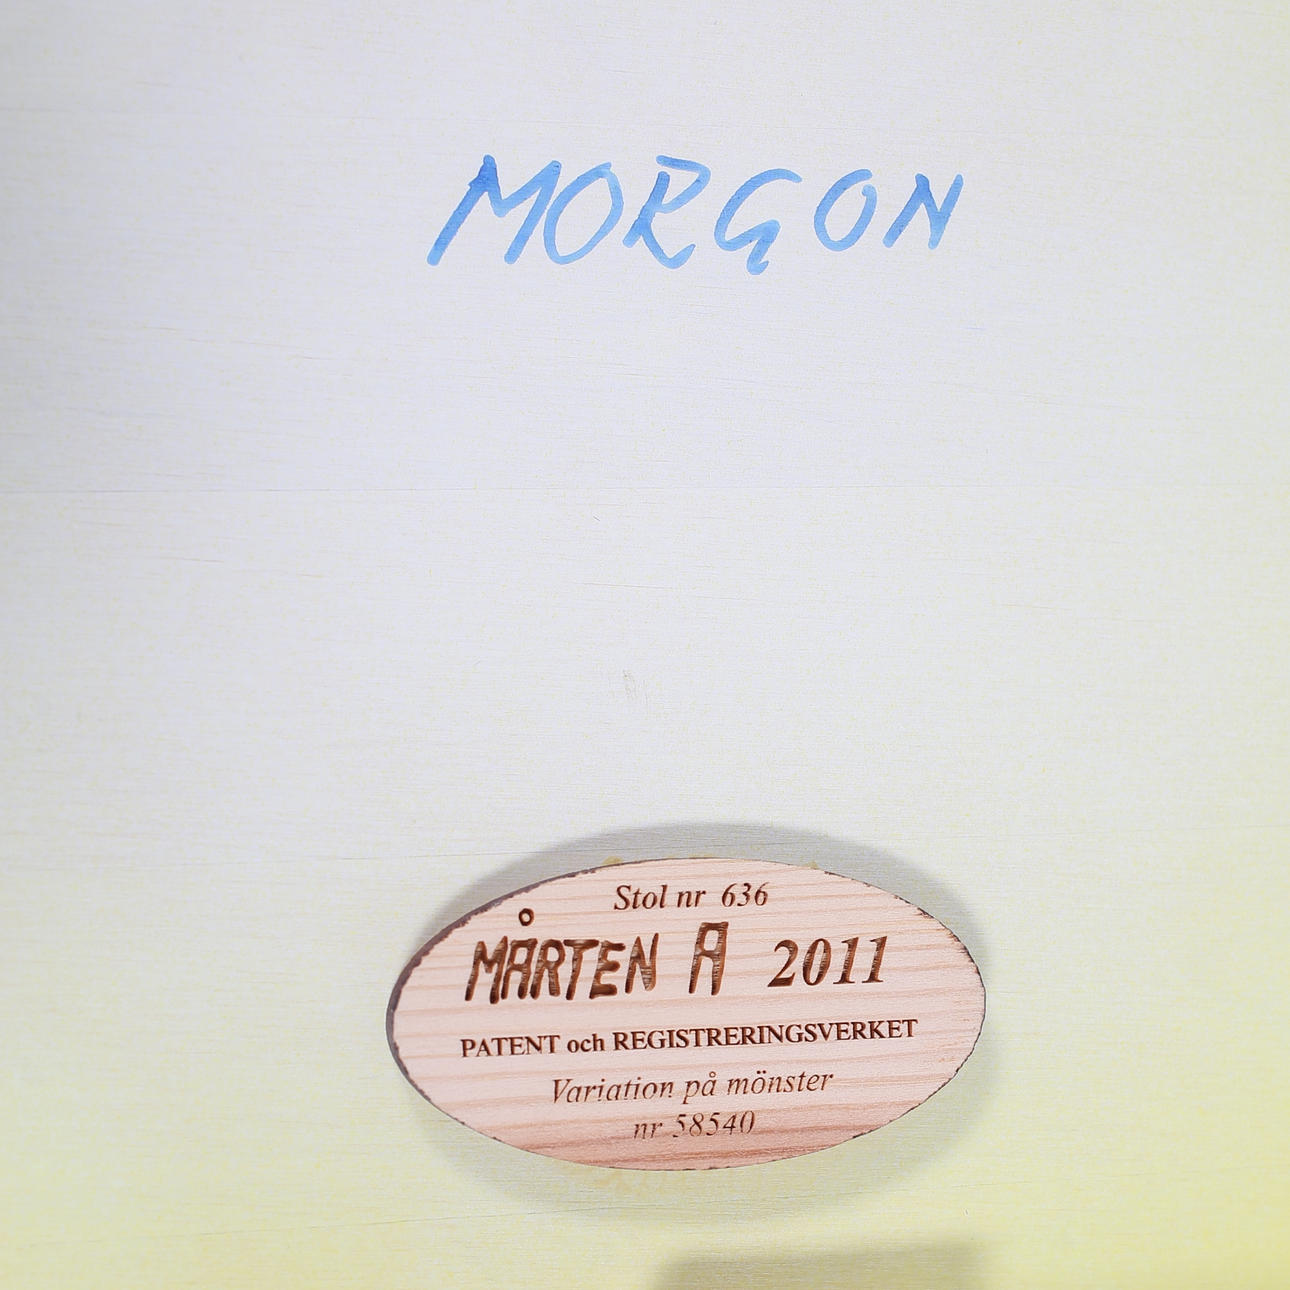 MORGON
Stol nr 636
MÅRTEN A 2011
PATENT och REGISTRERINGSVERKET
Variation på mönster
nr 58540